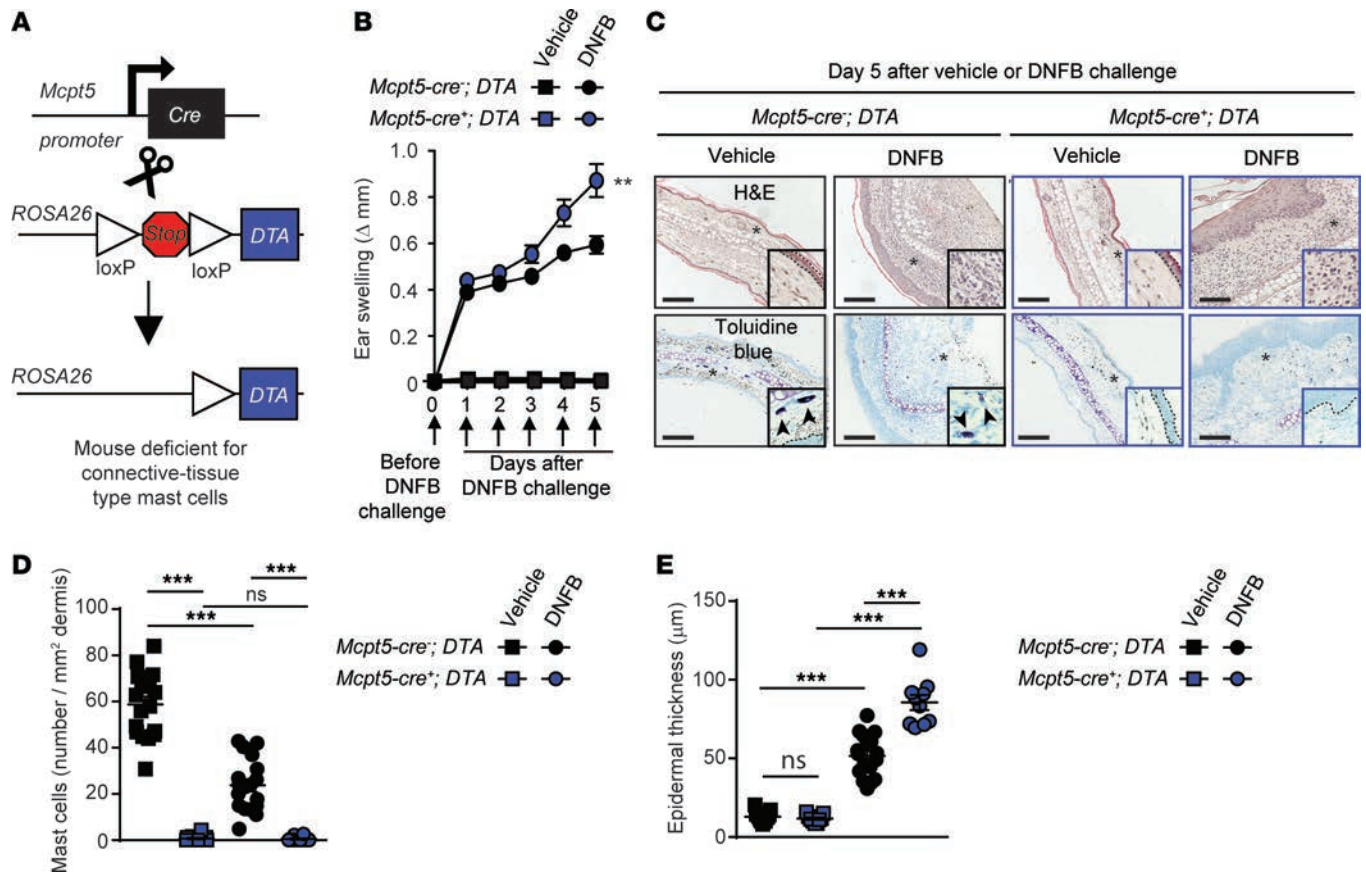 A
Mcpt5
promoter
Cre
ROSA26
Stop
DTA
loxP
loxP
ROSA26
DTA
Mouse deficient for
connective-tissue
type mast cells
B
Vehicle
DNFB
Mcpt5-cre-; DTA
Mcpt5-cre+; DTA
Ear swelling (Δ mm)
1.0
0.8
0.6
0.4
0.2
0
**
0 1 2 3 4 5
Before
DNFB
challenge
Days after
DNFB challenge
C
Day 5 after vehicle or DNFB challenge
Mcpt5-cre-; DTA
Mcpt5-cre+; DTA
Vehicle
DNFB
Vehicle
DNFB
H&E
*
*
*
*
Toluidine
blue
*
*
*
*
D
Mast cells (number / mm² dermis)
100
80
60
40
20
0
***
***
ns
***
Vehicle
DNFB
Mcpt5-cre-; DTA
Mcpt5-cre+; DTA
E
Epidermal thickness (μm)
150
100
50
0
***
***
***
ns
Vehicle
DNFB
Mcpt5-cre-; DTA
Mcpt5-cre+; DTA